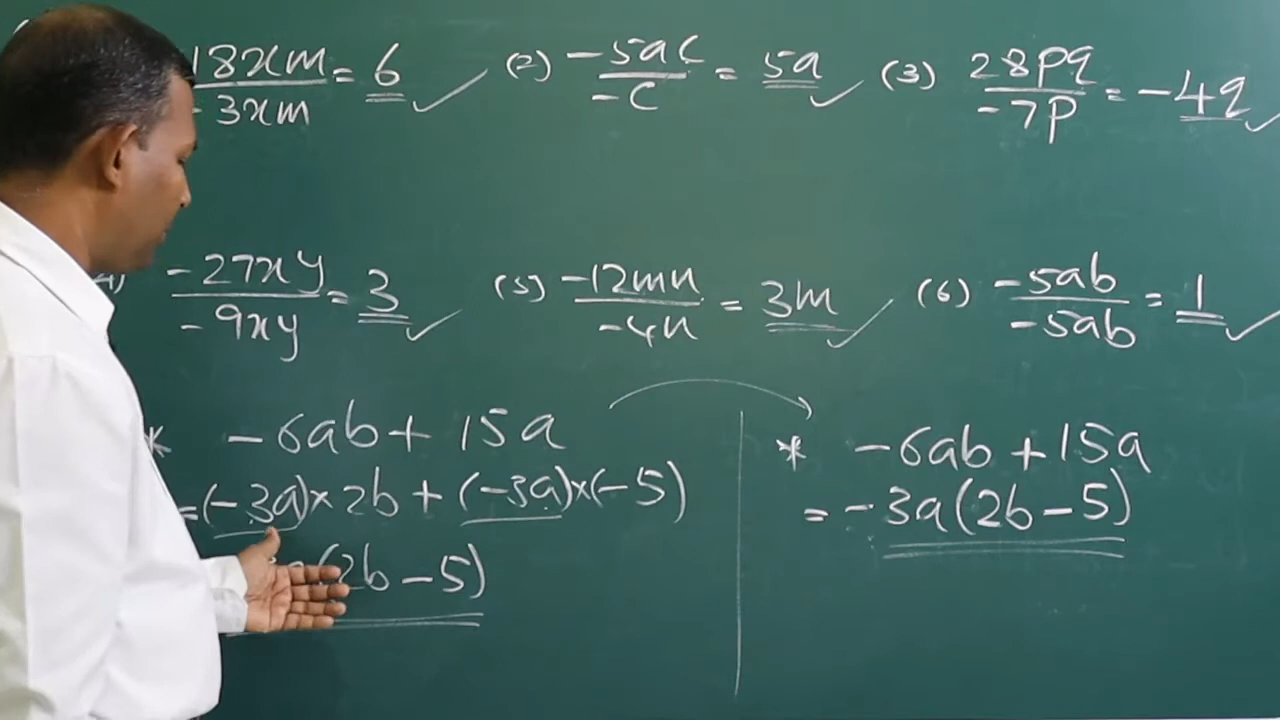 18xm / -3xm = 6 ✓ (2) -5ac / -c = 5a ✓ (3) 28pq / -7p = -4q ✓
-27xy / -9xy = 3 ✓ (5) -12mn / -4n = 3m ✓ (6) -5ab / -5ab = 1 ✓
* -6ab + 15a
= (-3a) × 2b + (-3a) × (-5)
(2b - 5)
* -6ab + 15a
= -3a(2b - 5)